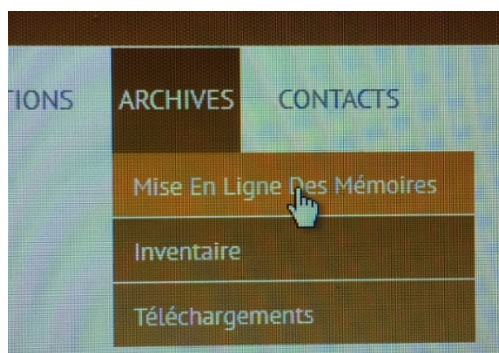 TIONS ARCHIVES CONTACTS
Mise En Ligne Des Mémoires
Inventaire
Téléchargements